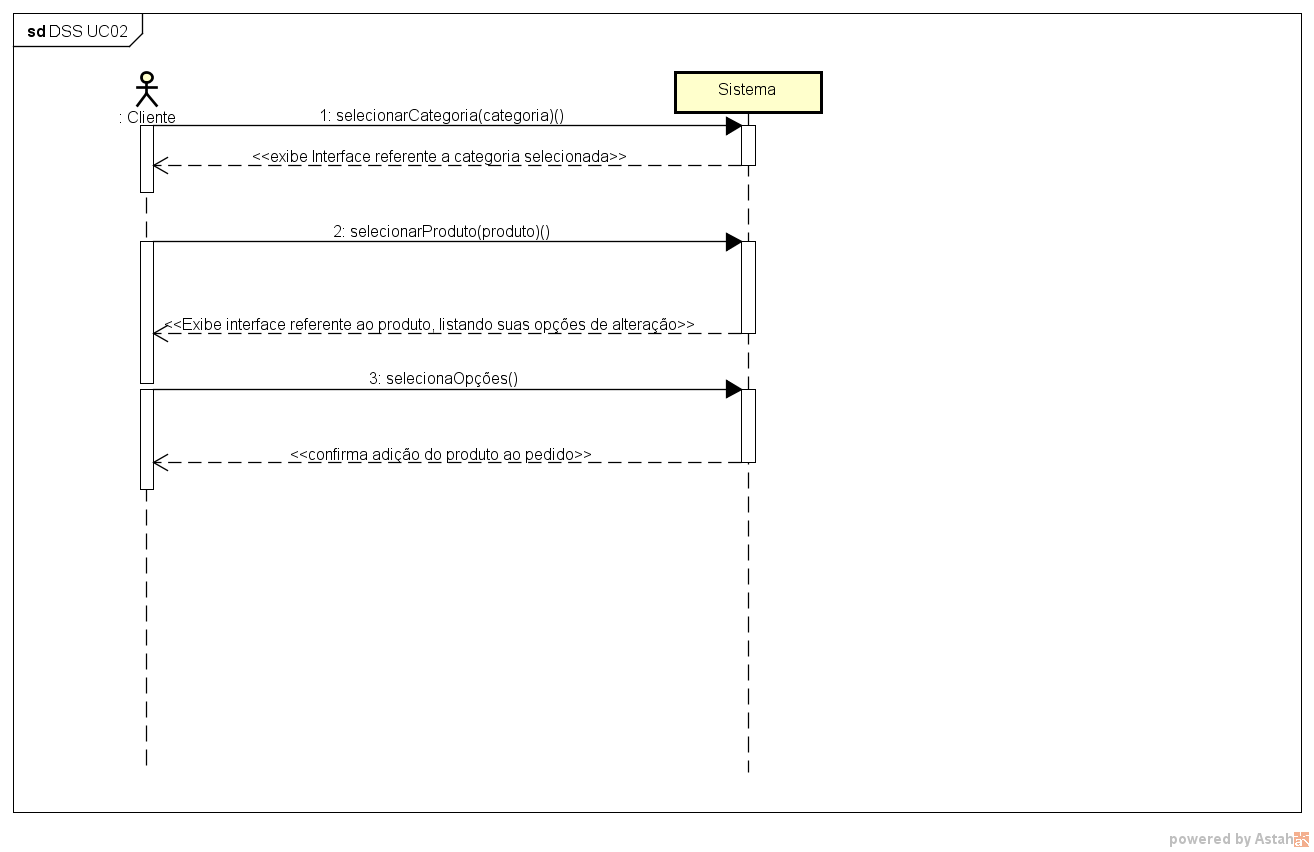 sd DSS UC02
Sistema
: Cliente
1: selecionarCategoria(categoria)()
<<exibe Interface referente a categoria selecionada>>
2: selecionarProduto(produto)()
<<Exibe interface referente ao produto, listando suas opções de alteração>>
3: selecionaOpções()
<<confirma adição do produto ao pedido>>
powered by Astah